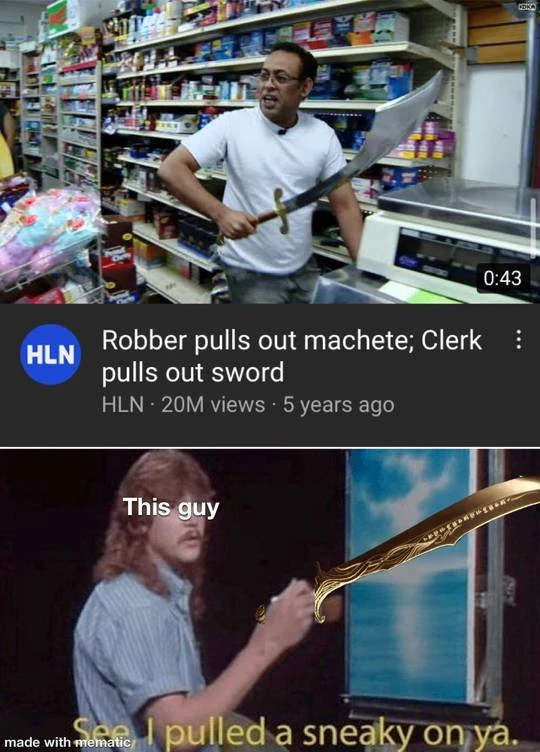 KDKA
0:43
HLN
Robber pulls out machete; Clerk
pulls out sword
HLN · 20M views · 5 years ago
This guy
See, I pulled a sneaky on ya.
made with mematic